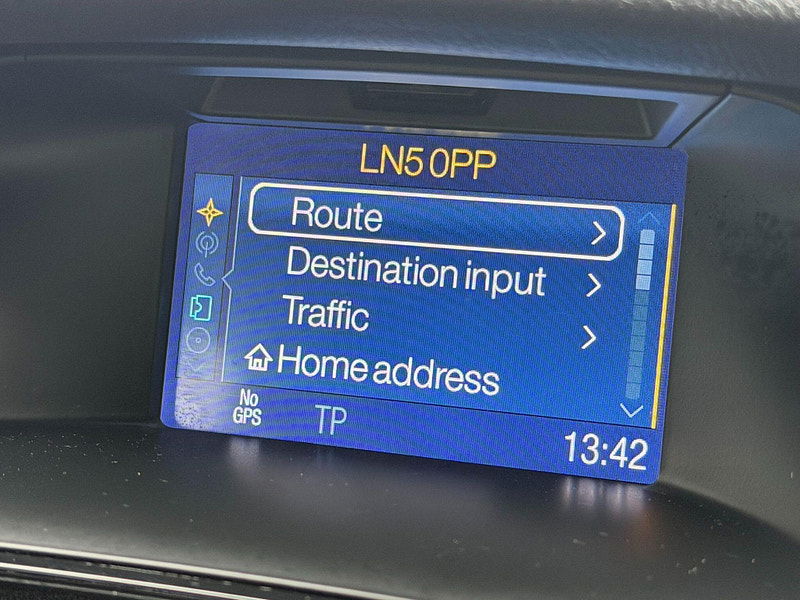 LN5 0PP
Route
Destination input
Traffic
Home address
No
GPS
TP
13:42